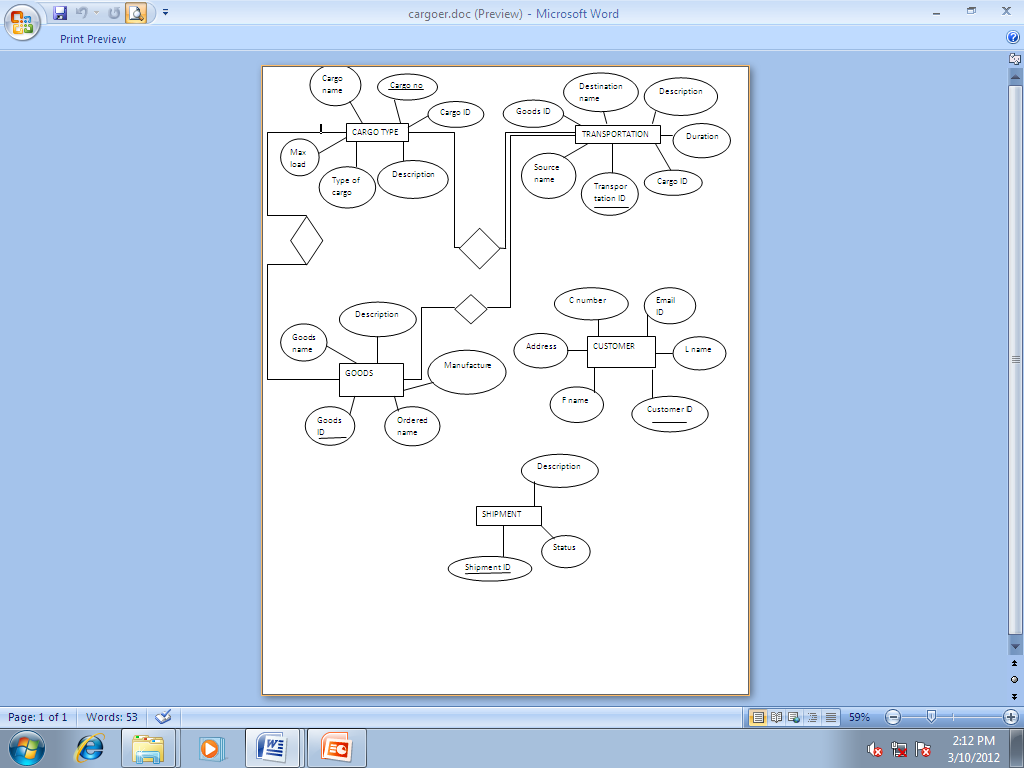 cargoer.doc (Preview) - Microsoft Word
Print Preview
Cargo
name
Cargo no
Cargo ID
CARGO TYPE
Max
load
Type of
cargo
Description
Destination
name
Description
Goods ID
TRANSPORTATION
Duration
Source
name
Transpor
tation ID
Cargo ID
Description
Goods
name
GOODS
Manufacture
Goods
ID
Ordered
name
C number
Email
ID
Address
CUSTOMER
L name
F name
Customer ID
Description
SHIPMENT
Status
Shipment ID
Page: 1 of 1
Words: 53
59%
2:12 PM
3/10/2012